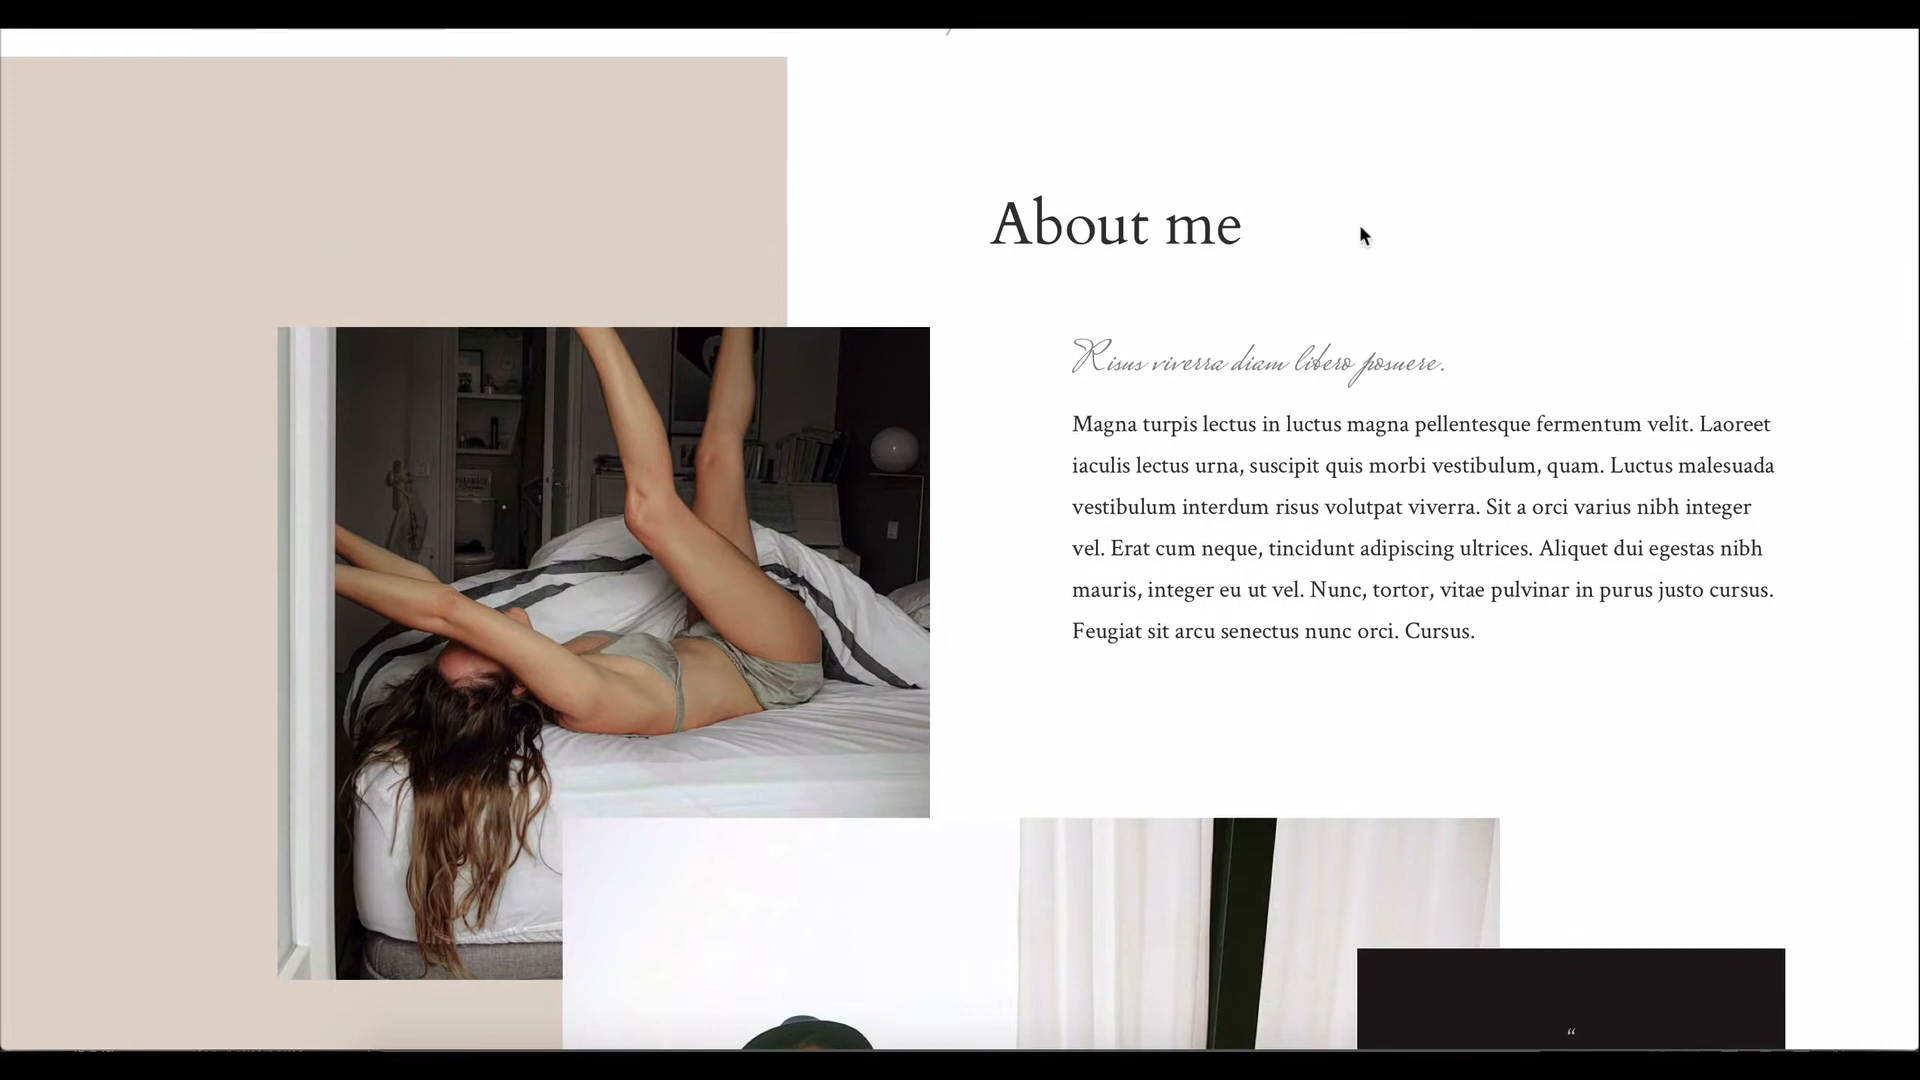 About me
Risus viverra diam libero posuere.
Magna turpis lectus in luctus magna pellentesque fermentum velit. Laoreet
iaculis lectus urna, suscipit quis morbi vestibulum, quam. Luctus malesuada
vestibulum interdum risus volutpat viverra. Sit a orci varius nibh integer
vel. Erat cum neque, tincidunt adipiscing ultrices. Aliquet dui egestas nibh
mauris, integer eu ut vel. Nunc, tortor, vitae pulvinar in purus justo cursus.
Feugiat sit arcu senectus nunc orci. Cursus.
“